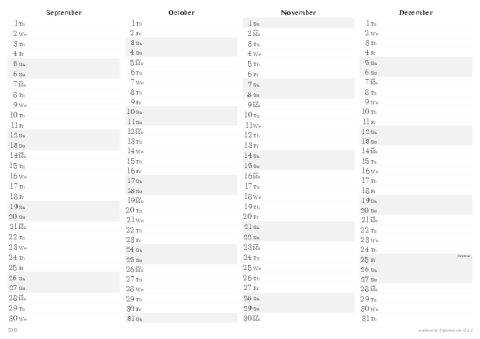 September
1 Tu
2 We
3 Th
4 Fr
5 Sa
6 Su
7 Mo
8 Tu
9 We
10 Th
11 Fr
12 Sa
13 Su
14 Mo
15 Tu
16 We
17 Th
18 Fr
19 Sa
20 Su
21 Mo
22 Tu
23 We
24 Th
25 Fr
26 Sa
27 Su
28 Mo
29 Tu
30 We
October
1 Th
2 Fr
3 Sa
4 Su
5 Mo
6 Tu
7 We
8 Th
9 Fr
10 Sa
11 Su
12 Mo
13 Tu
14 We
15 Th
16 Fr
17 Sa
18 Su
19 Mo
20 Tu
21 We
22 Th
23 Fr
24 Sa
25 Su
26 Mo
27 Tu
28 We
29 Th
30 Fr
31 Sa
November
1 Su
2 Mo
3 Tu
4 We
5 Th
6 Fr
7 Sa
8 Su
9 Mo
10 Tu
11 We
12 Th
13 Fr
14 Sa
15 Su
16 Mo
17 Tu
18 We
19 Th
20 Fr
21 Sa
22 Su
23 Mo
24 Tu
25 We
26 Th
27 Fr
28 Sa
29 Su
30 Mo
December
1 Tu
2 We
3 Th
4 Fr
5 Sa
6 Su
7 Mo
8 Tu
9 We
10 Th
11 Fr
12 Sa
13 Su
14 Mo
15 Tu
16 We
17 Th
18 Fr
19 Sa
20 Su
21 Mo
22 Tu
23 We
24 Th
25 Fr
26 Sa
27 Su
28 Mo
29 Tu
30 We
31 Th